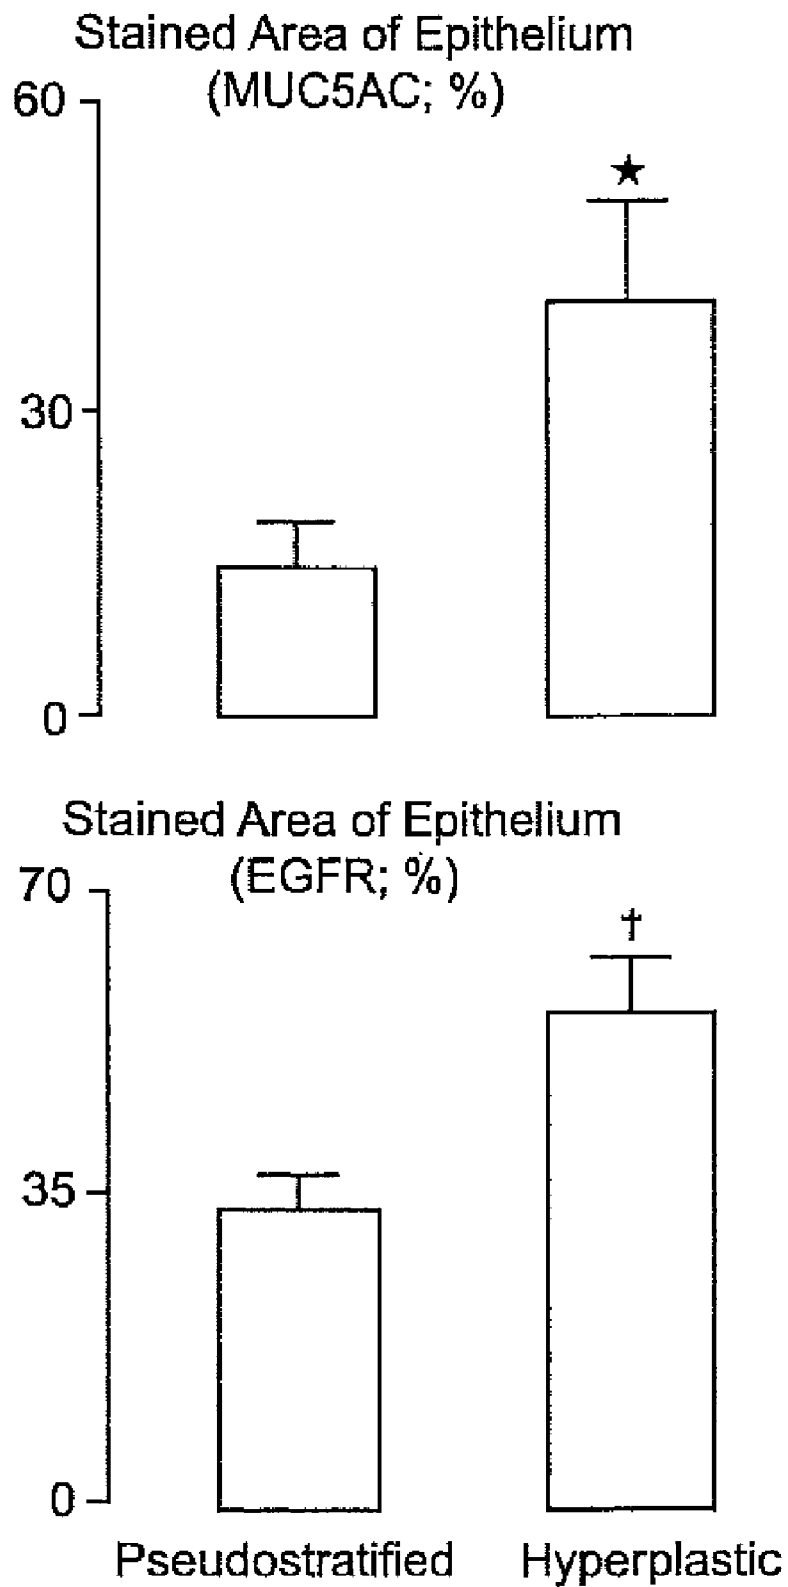 Stained Area of Epithelium
(MUC5AC; %)
60
★
30
0
Stained Area of Epithelium
(EGFR; %)
70
†
35
0
Pseudostratified Hyperplastic